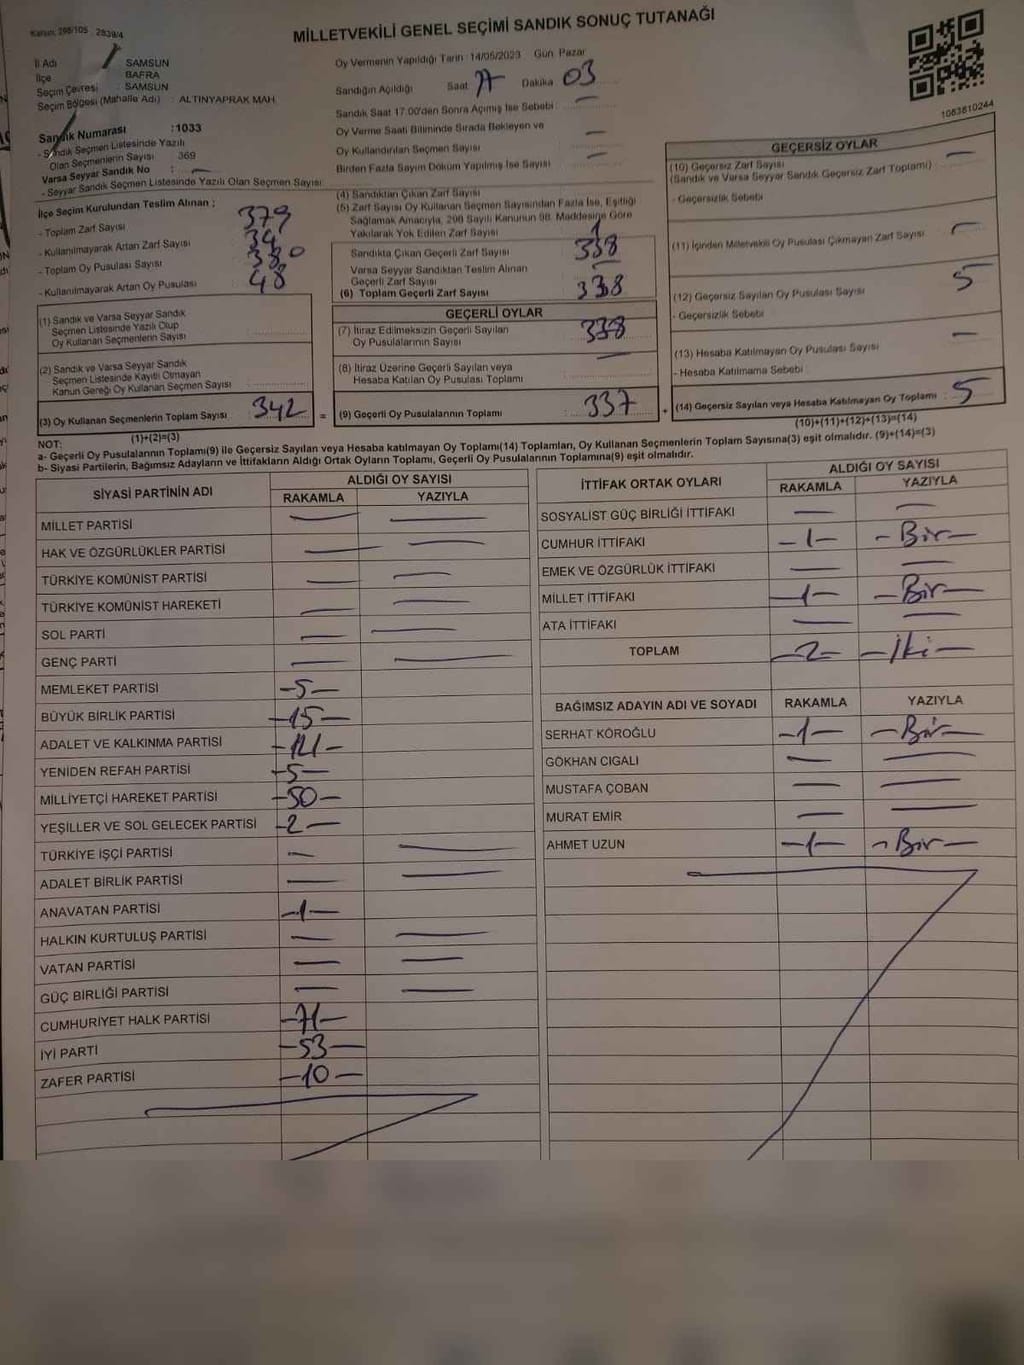 MİLLETVEKİLİ GENEL SEÇİMİ SANDIK SONUÇ TUTANAĞI
Kanun: 298/105 2839/4
İl Adı SAMSUN
İlçe BAFRA
Seçim Çevresi : SAMSUN
Seçim Bölgesi (Mahalle Adı) : ALTINYAPRAK MAH.
Sandık Numarası :1033
- Sandık Seçmen Listesinde Yazılı
Olan Seçmenlerin Sayısı 369
Varsa Seyyar Sandık No : —
- Seyyar Sandık Seçmen Listesinde Yazılı Olan Seçmen Sayısı
İlçe Seçim Kurulundan Teslim Alınan ;
- Toplam Zarf Sayısı 379
- Kullanılmayarak Artan Zarf Sayısı
- Toplam Oy Pusulası Sayısı 380
- Kullanılmayarak Artan Oy Pusulası 48
(1) Sandık ve Varsa Seyyar Sandık
Seçmen Listesinde Yazılı Olup
Oy Kullanan Seçmenlerin Sayısı
(2) Sandık ve Varsa Seyyar Sandık
Seçmen Listesinde Kayıtlı Olmayan
Kanun Gereği Oy Kullanan Seçmen Sayısı
(3) Oy Kullanan Seçmenlerin Toplam Sayısı 342 =
(1)+(2)=(3)
Oy Vermenin Yapıldığı Tarih :14/05/2023 Gün: Pazar
Sandığın Açıldığı Saat Dakika 03
Sandık Saat 17.00'den Sonra Açımış İse Sebebi : —
Oy Verme Saati Bitiminde Sırada Bekleyen ve
Oy Kullandırılan Seçmen Sayısı —
Birden Fazla Sayım Döküm Yapılmış İse Sayısı —
(4) Sandıktan Çıkan Zarf Sayısı
(5) Zarf Sayısı Oy Kullanan Seçmen Sayısından Fazla İse, Eşitliği
Sağlamak Amacıyla, 298 Sayılı Kanunun 98. Maddesine Göre
Yakılarak Yok Edilen Zarf Sayısı 1
Sandıkta Çıkan Geçerli Zarf Sayısı 338
Varsa Seyyar Sandıktan Teslim Alınan
Geçerli Zarf Sayısı —
(6) Toplam Geçerli Zarf Sayısı 338
GEÇERLİ OYLAR
(7) İtiraz Edilmeksizin Geçerli Sayılan
Oy Pusulalarının Sayısı 338
(8) İtiraz Üzerine Geçerli Sayılan veya
Hesaba Katılan Oy Pusulası Toplamı —
(9) Geçerli Oy Pusulalarının Toplamı : 337 +
1083810244
GEÇERSİZ OYLAR
(10) Geçersiz Zarf Sayısı —
(Sandık ve Varsa Seyyar Sandık Geçersiz Zarf Toplamı)
- Geçersizlik Sebebi
(11) İçinden Milletvekili Oy Pusulası Çıkmayan Zarf Sayısı —
(12) Geçersiz Sayılan Oy Pusulası Sayısı 5
- Geçersizlik Sebebi
(13) Hesaba Katılmayan Oy Pusulası Sayısı —
- Hesaba Katılmama Sebebi
(14) Geçersiz Sayılan veya Hesaba Katılmayan Oy Pusulası Toplamı : 5
(10)+(11)+(12)+(13)=(14)
NOT:
a- Geçerli Oy Pusulalarının Toplamı(9) ile Geçersiz Sayılan veya Hesaba katılmayan Oy Toplamı(14) Toplamları, Oy Kullanan Seçmenlerin Toplam Sayısına(3) eşit olmalıdır. (9)+(14)=(3)
b- Siyasi Partilerin, Bağımsız Adayların ve İttifakların Aldığı Ortak Oyların Toplamı, Geçerli Oy Pusulalarının Toplamına(9) eşit olmalıdır.
SİYASİ PARTİNİN ADI ALDIĞI OY SAYISI
RAKAMLA YAZIYLA
MİLLET PARTİSİ — —
HAK VE ÖZGÜRLÜKLER PARTİSİ — —
TÜRKİYE KOMÜNİST PARTİSİ — —
TÜRKİYE KOMÜNİST HAREKETİ — —
SOL PARTİ — —
GENÇ PARTİ — —
MEMLEKET PARTİSİ -5-
BÜYÜK BİRLİK PARTİSİ -15-
ADALET VE KALKINMA PARTİSİ
YENİDEN REFAH PARTİSİ -5-
MİLLİYETÇİ HAREKET PARTİSİ -50-
YEŞİLLER VE SOL GELECEK PARTİSİ -2-
TÜRKİYE İŞÇİ PARTİSİ — —
ADALET BİRLİK PARTİSİ — —
ANAVATAN PARTİSİ -1-
HALKIN KURTULUŞ PARTİSİ — —
VATAN PARTİSİ — —
GÜÇ BİRLİĞİ PARTİSİ — —
CUMHURİYET HALK PARTİSİ -71-
İYİ PARTİ -53-
ZAFER PARTİSİ -10-
İTTİFAK ORTAK OYLARI ALDIĞI OY SAYISI
RAKAMLA YAZIYLA
SOSYALİST GÜÇ BİRLİĞİ İTTİFAKI — —
CUMHUR İTTİFAKI -1- -Bir-
EMEK VE ÖZGÜRLÜK İTTİFAKI — —
MİLLET İTTİFAKI -1- -Bir-
ATA İTTİFAKI — —
TOPLAM -2- -İki-
BAĞIMSIZ ADAYIN ADI VE SOYADI RAKAMLA YAZIYLA
SERHAT KÖROĞLU -1- -Bir-
GÖKHAN CIGALI — —
MUSTAFA ÇOBAN — —
MURAT EMİR — —
AHMET UZUN -1- -Bir-